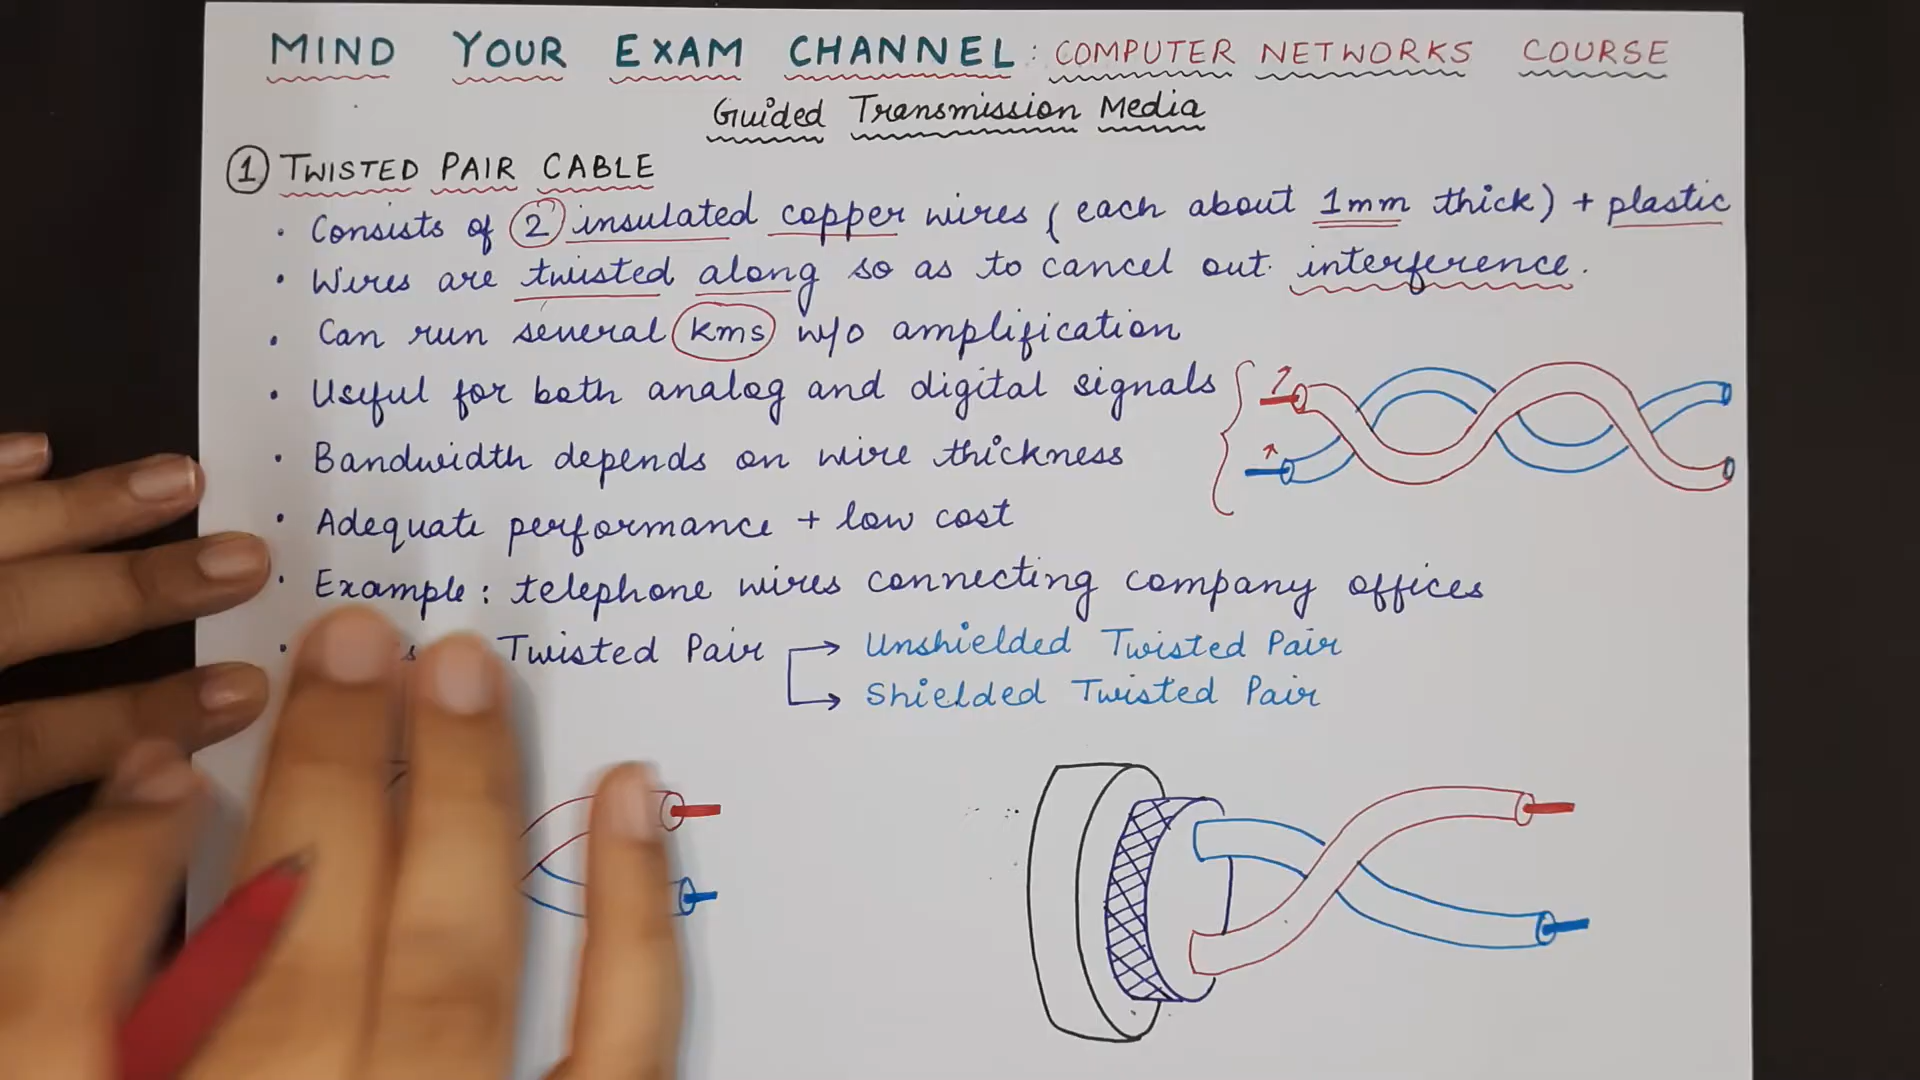 MIND YOUR EXAM CHANNEL: COMPUTER NETWORKS COURSE
Guided Transmission Media
1 TWISTED PAIR CABLE
• Consists of 2 insulated copper wires (each about 1mm thick) + plastic
• Wires are twisted along so as to cancel out interference.
• Can run several kms w/o amplification
• Useful for both analog and digital signals
• Bandwidth depends on wire thickness
• Adequate performance + low cost
• Example: telephone wires connecting company offices
• Twisted Pair → Unshielded Twisted Pair
→ Shielded Twisted Pair